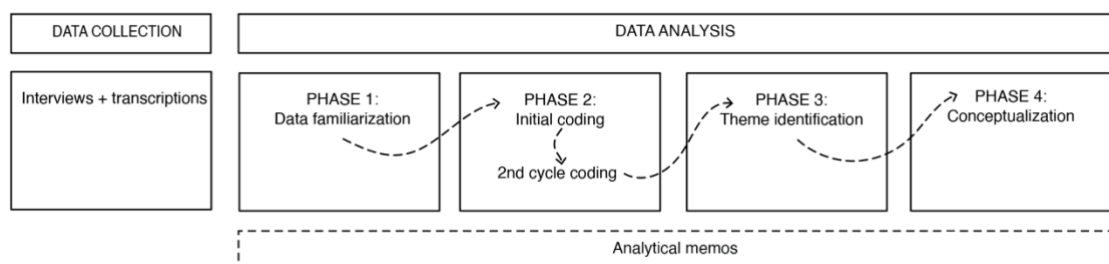 DATA COLLECTION
DATA ANALYSIS
Interviews + transcriptions
PHASE 1:
Data familiarization
PHASE 2:
Initial coding
2nd cycle coding
PHASE 3:
Theme identification
PHASE 4:
Conceptualization
Analytical memos